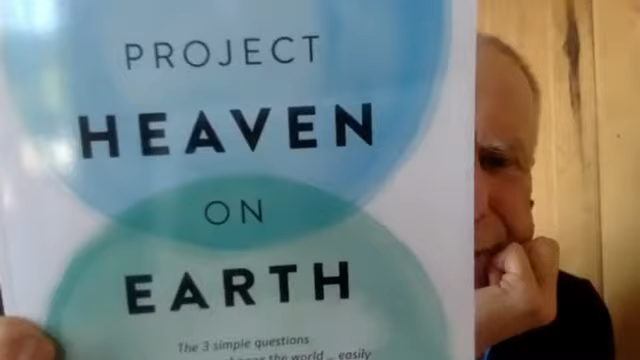 PROJECT
HEAVEN
ON
EARTH
The 3 simple questions
the world – easily